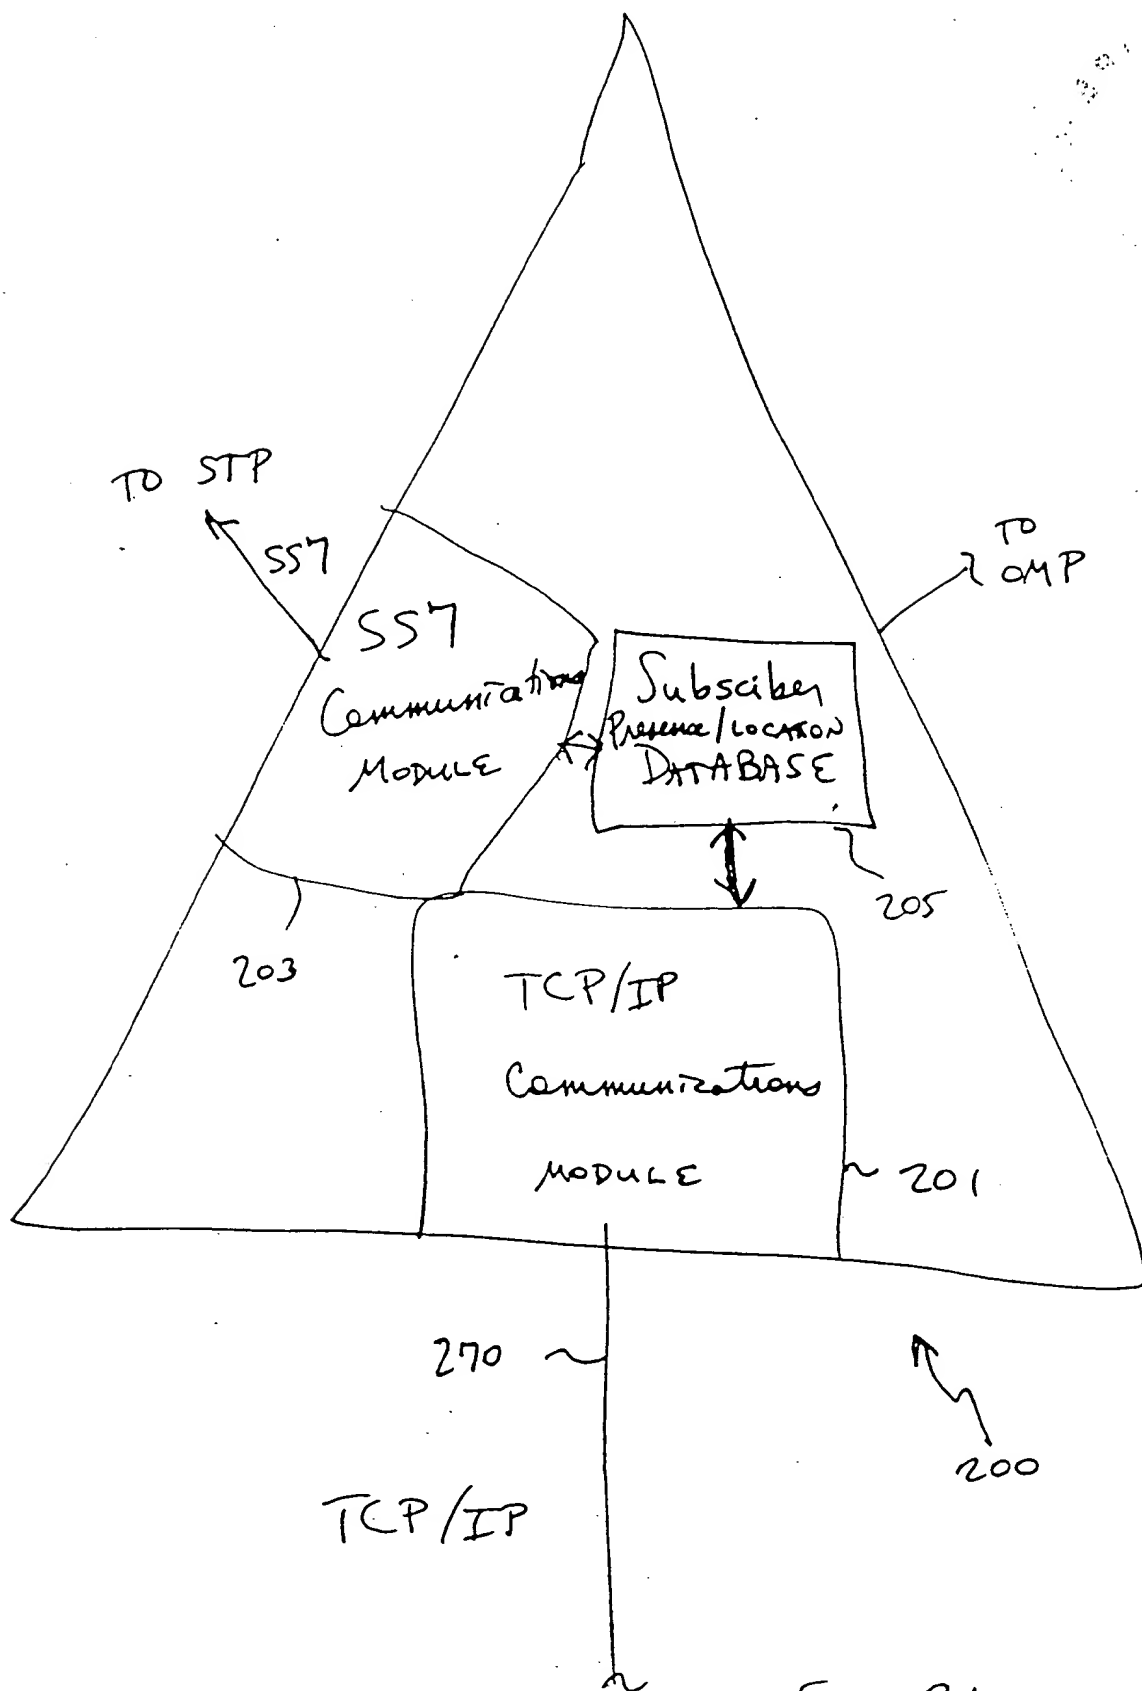 TO STP
SS7
TO
OMP
SS7
Communications
MODULE
Subsciber
Presence/LOCATION
DATABASE
205
203
TCP/IP
Communications
MODULE
201
270
200
TCP/IP